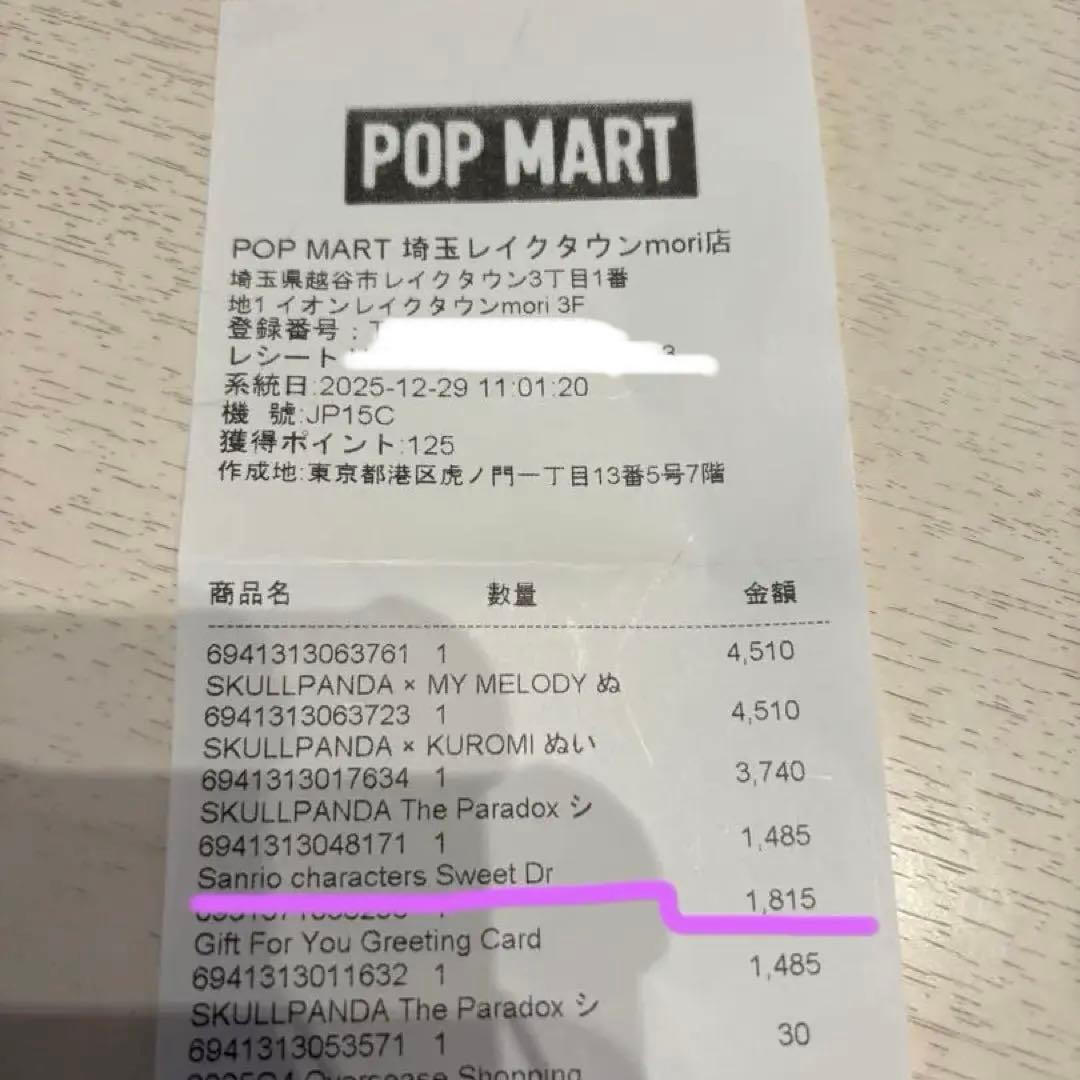 POP MART
POP MART 埼玉レイクタウンmori店
埼玉県越谷市レイクタウン3丁目1番
地1 イオンレイクタウンmori 3F
登録番号:T
レシート
系統日:2025-12-29 11:01:20
機 號:JP15C
獲得ポイント:125
作成地:東京都港区虎ノ門一丁目13番5号7階
商品名 數量 金額
6941313063761 1 4,510
SKULLPANDA × MY MELODY ぬ
6941313063723 1 4,510
SKULLPANDA × KUROMI ぬい
6941313017634 1 3,740
SKULLPANDA The Paradox シ
6941313048171 1 1,485
Sanrio characters Sweet Dr
1,815
Gift For You Greeting Card
6941313011632 1 1,485
SKULLPANDA The Paradox シ
6941313053571 1 30
Shopping